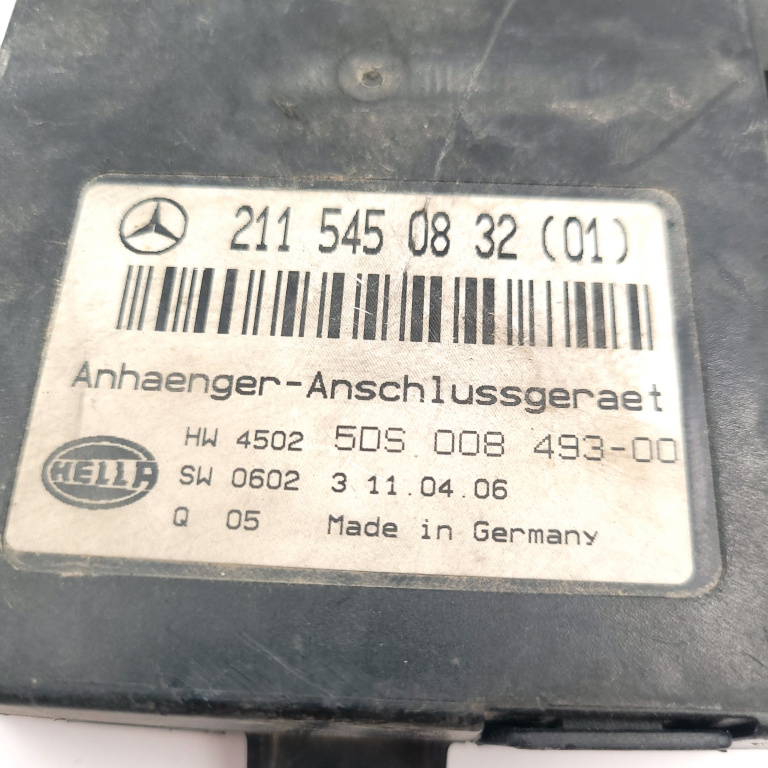 211 545 08 32 (01)
Anhaenger-Anschlussgeraet
HW 4502 5DS 008 493-00
HELLA
SW 0602 3 11.04.06
Q 05 Made in Germany